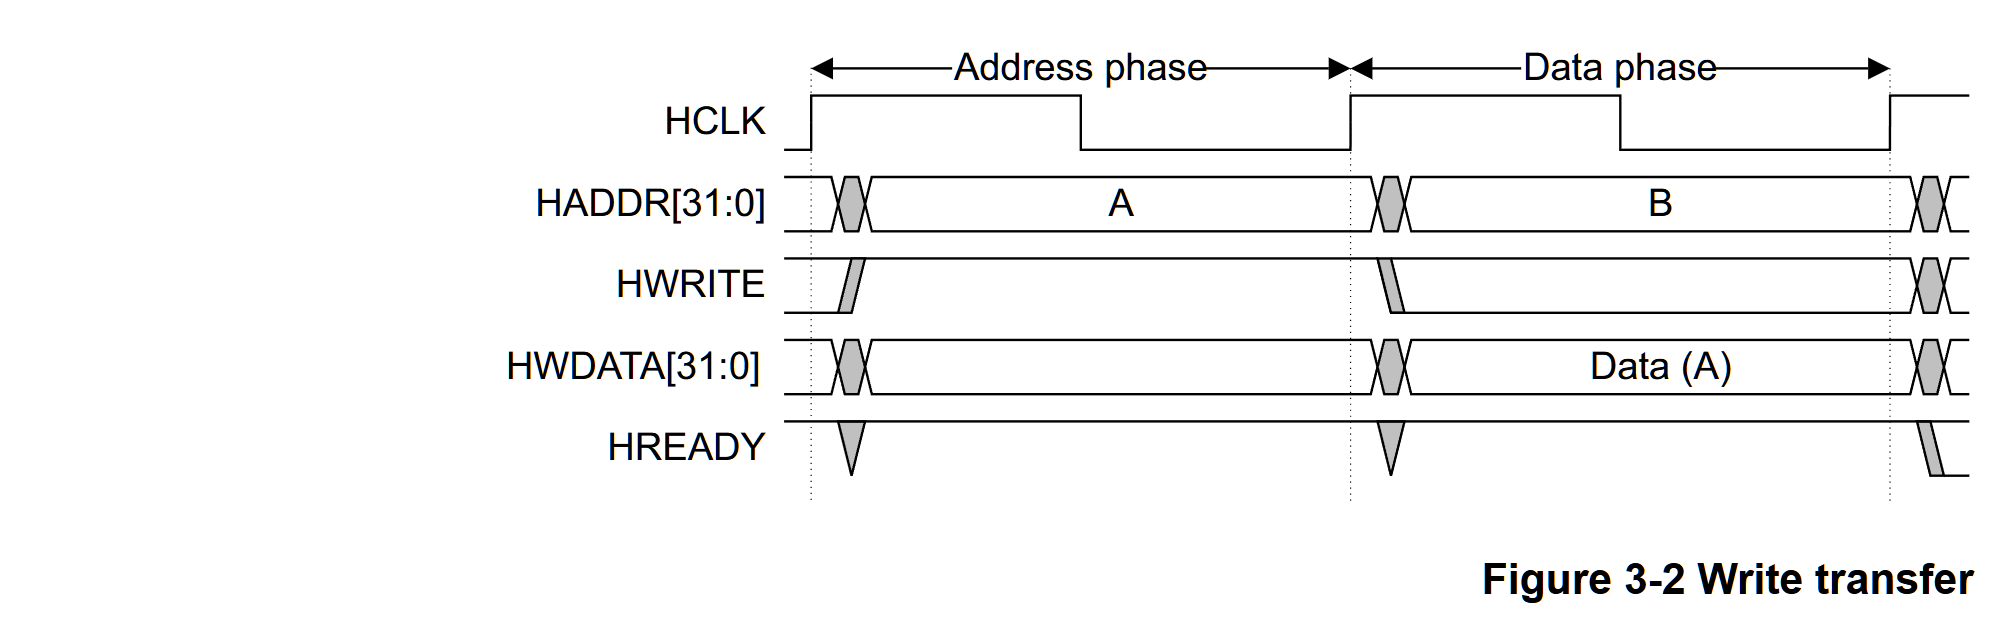 Address phase Data phase
HCLK
HADDR[31:0] A B
HWRITE
HWDATA[31:0] Data (A)
HREADY
Figure 3-2 Write transfer